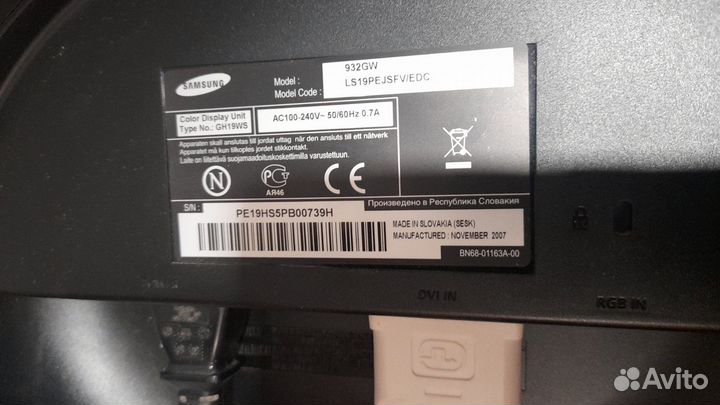 SAMSUNG
Model : 932GW
Model Code : LS19PEJSFV/EDC
Color Display Unit
Type No.: GH19WS
AC100-240V~ 50/60Hz 0.7A
Apparaten skall anslutas till jordat uttag när den ansluts till ett nätverk
Apparatet må kun tilkoples jordet stikkontakt.
Laite on liitettävä suojamaadoituskoskettimilla varustettuun.
N
РСТ
АЯ46
CE
S/N :
PE19HS5PB00739H
Произведено в Республика Словакия
MADE IN SLOVAKIA (SESK)
MANUFACTURED : NOVEMBER 2007
BN68-01163A-00
DVI IN
RGB IN
Avito